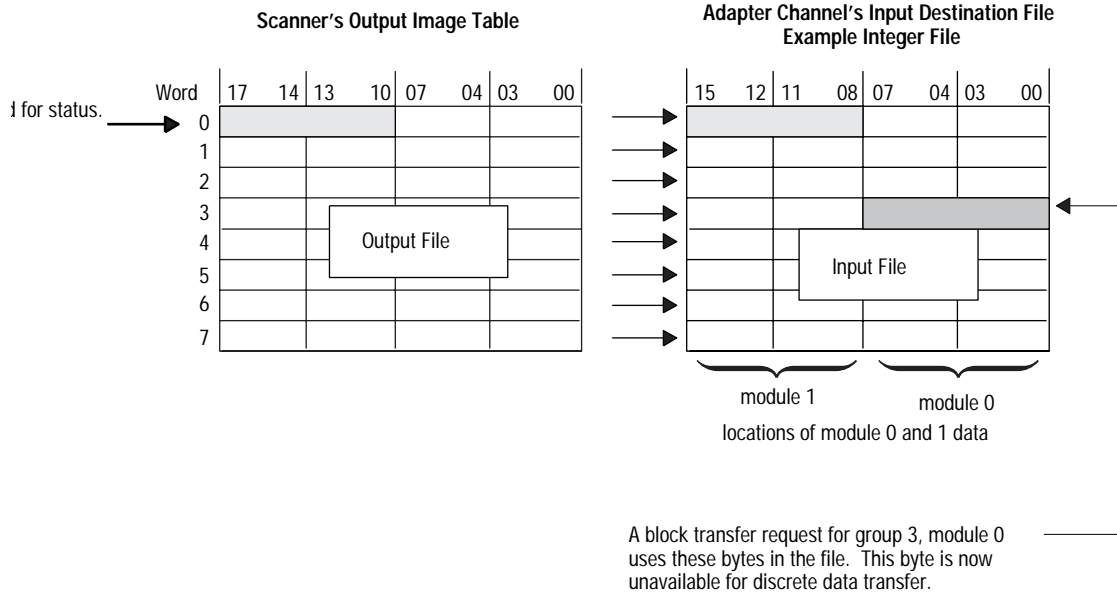 Scanner's Output Image Table
Adapter Channel's Input Destination File
Example Integer File
Word 17 14 13 10 07 04 03 00
15 12 11 08 07 04 03 00
for status.
0
1
2
3
4
5
6
7
Output File
Input File
module 1
module 0
locations of module 0 and 1 data
A block transfer request for group 3, module 0
uses these bytes in the file. This byte is now
unavailable for discrete data transfer.